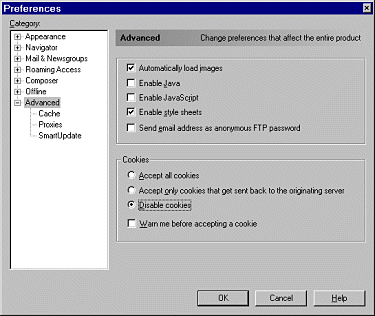 Preferences
Category:
Appearance
Navigator
Mail & Newsgroups
Roaming Access
Composer
Offline
Advanced
Cache
Proxies
SmartUpdate
Advanced Change preferences that affect the entire product
Automatically load images
Enable Java
Enable JavaScript
Enable style sheets
Send email address as anonymous FTP password
Cookies
Accept all cookies
Accept only cookies that get sent back to the originating server
Disable cookies
Warn me before accepting a cookie
OK Cancel Help